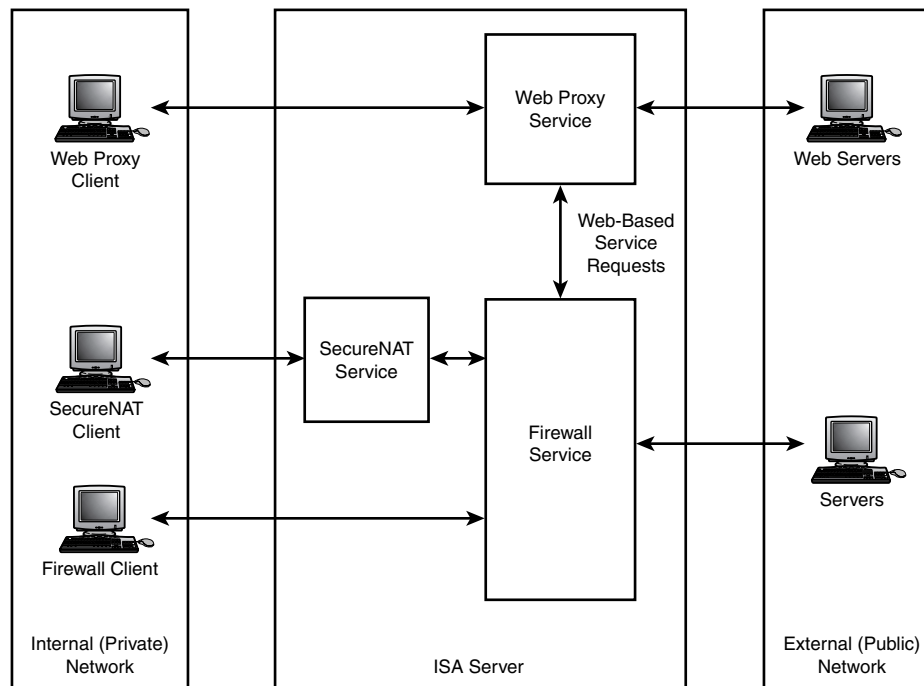 Web Proxy
Service
Web Proxy
Client
Web Servers
Web-Based
Service
Requests
SecureNAT
Service
SecureNAT
Client
Firewall
Service
Servers
Firewall Client
Internal (Private)
Network
ISA Server
External (Public)
Network